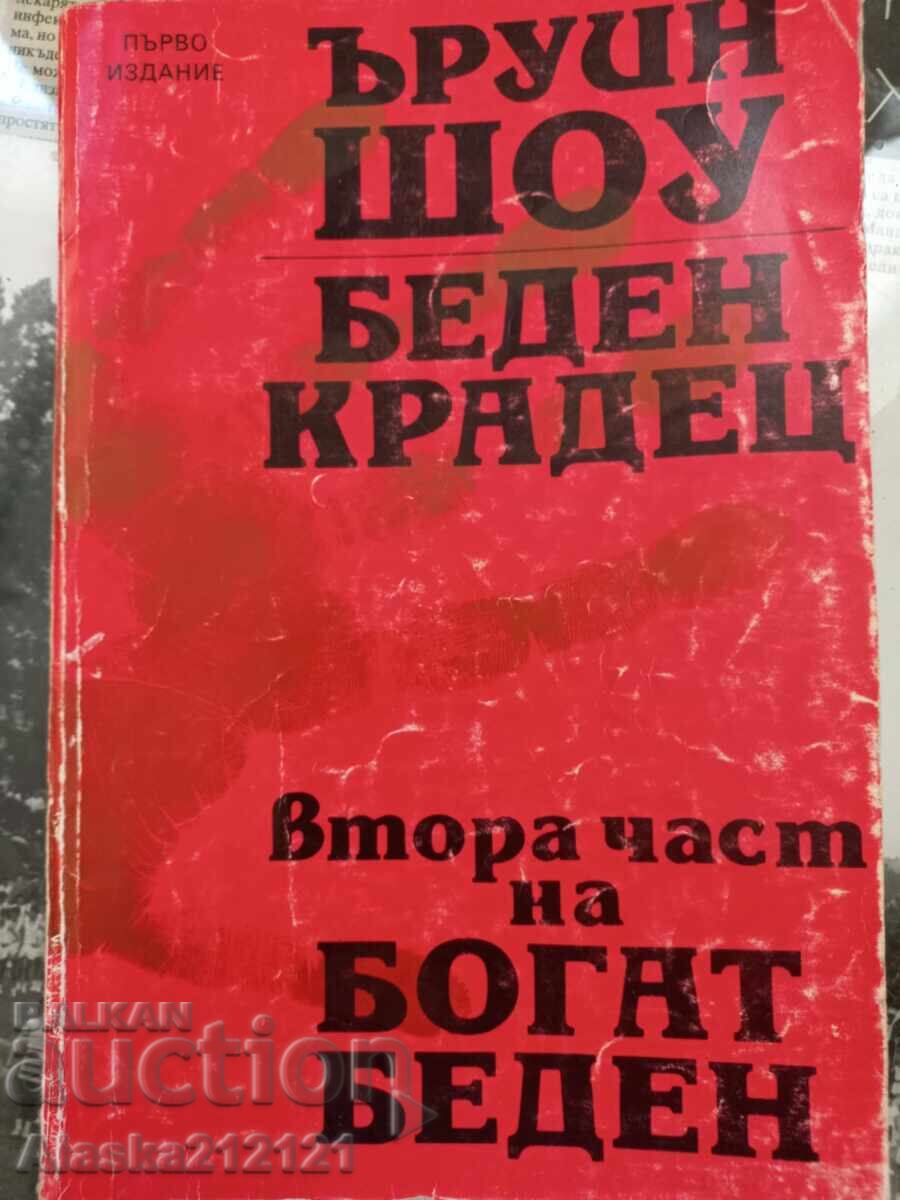 ПЪРВО
ИЗДАНИЕ
ЪРУИН
ШОУ
БЕДЕН
КРАДЕЦ
втора част
на
БОГАТ
БЕДЕН
BALKAN
auction
Alaska212121